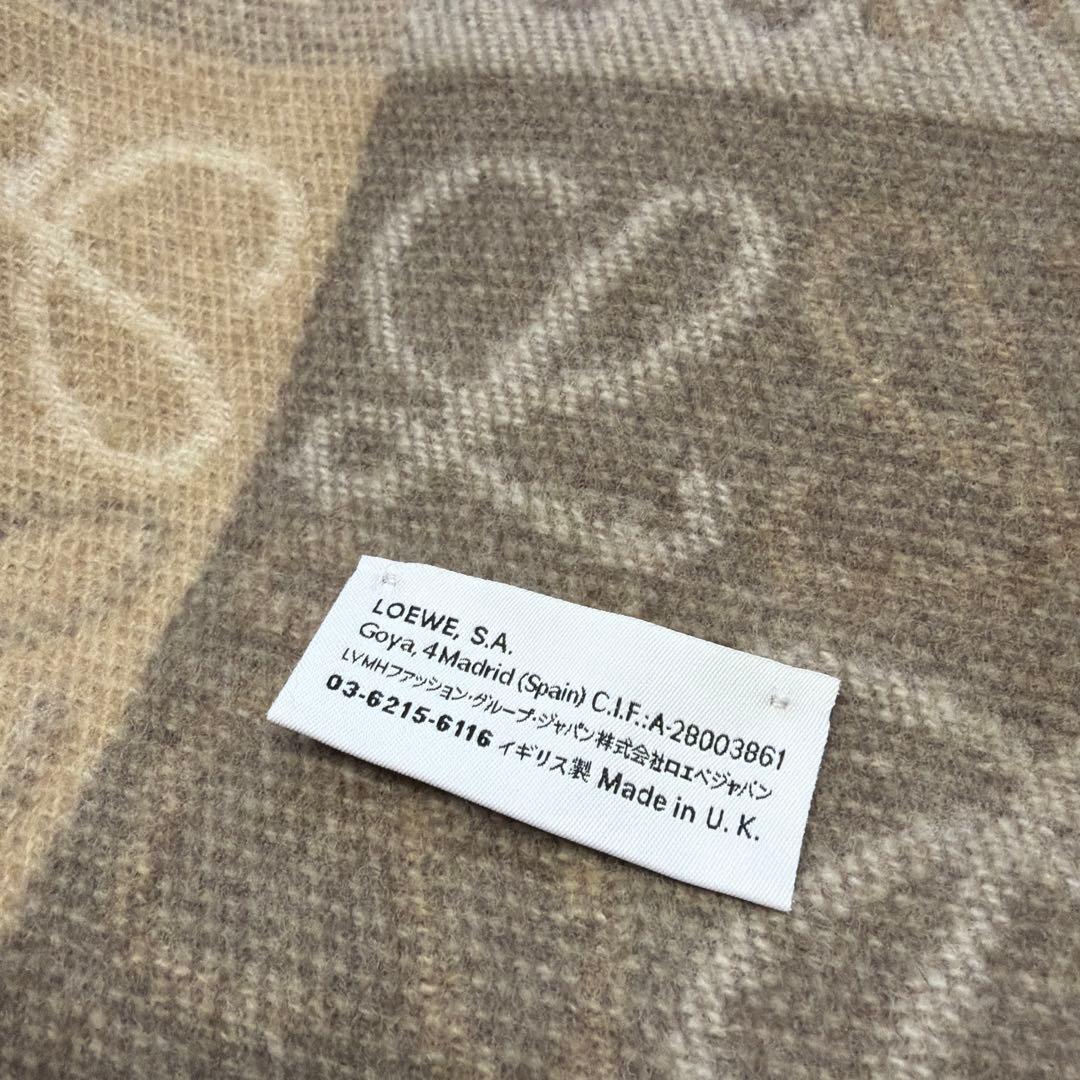 LOEWE, S.A.
Goya, 4 Madrid (Spain) C.I.F.:A-28003861
LVMHファッション・グループ・ジャパン株式会社ロエベジャパン
03-6215-6116 イギリス製 Made in U. K.